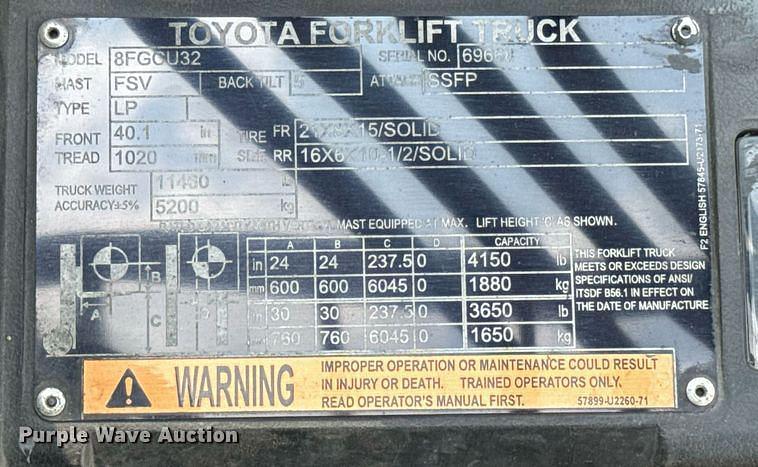 TOYOTA FORKLIFT TRUCK
MODEL 8FGCU32 SERIAL NO.
MAST FSV BACK TILT 5 SSFP
TYPE LP
FRONT TREAD 40.1 in 1020 mm
TIRE SIZE FR /SOLID
RR 16X6X10-1/2/SOLID
TRUCK WEIGHT 11460 lb
ACCURACY±5% 5200 kg
MAST EQUIPPED AT MAX. LIFT HEIGHT 'C' AS SHOWN.
A B C D CAPACITY
in 24 24 237.5 0 4150 lb
mm 600 600 6045 0 1880 kg
in 30 30 237.5 0 3650 lb
mm 760 760 6045 0 1650 kg
A B C D
THIS FORKLIFT TRUCK
MEETS OR EXCEEDS DESIGN
SPECIFICATIONS OF ANSI/
ITSDF B56.1 IN EFFECT ON
THE DATE OF MANUFACTURE
F2 ENGLISH 57845-U2173-71
WARNING
IMPROPER OPERATION OR MAINTENANCE COULD RESULT
IN INJURY OR DEATH. TRAINED OPERATORS ONLY.
READ OPERATOR'S MANUAL FIRST. 57899-U2260-71
Purple Wave Auction